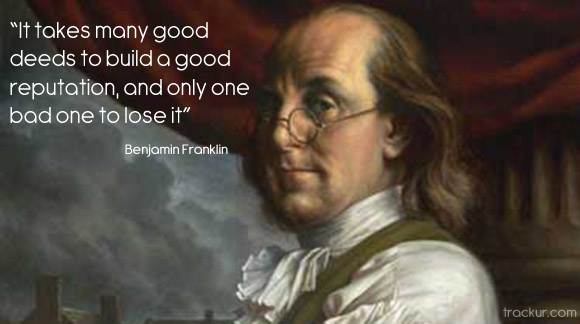 “It takes many good
deeds to build a good
reputation, and only one
bad one to lose it”
Benjamin Franklin
trackur.com